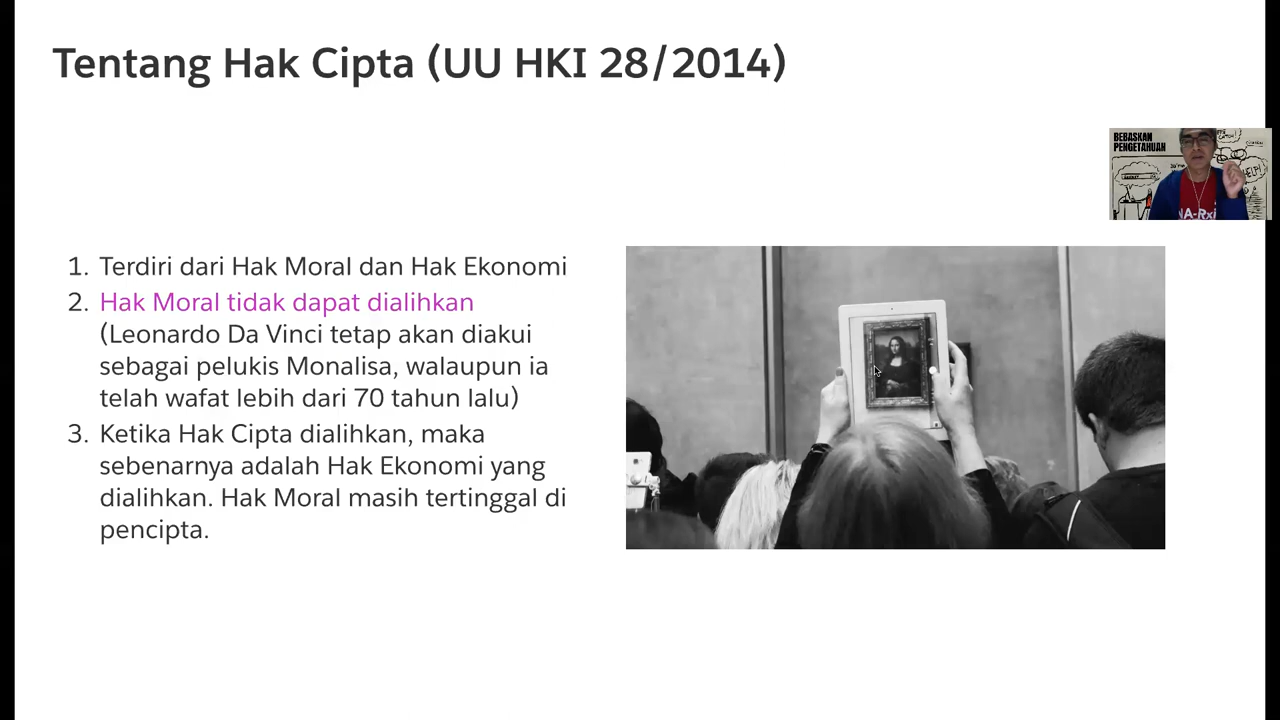 Tentang Hak Cipta (UU HKI 28/2014)
BEBASKAN
PENGETAHUAN
HELP!
1. Terdiri dari Hak Moral dan Hak Ekonomi
2. Hak Moral tidak dapat dialihkan
(Leonardo Da Vinci tetap akan diakui
sebagai pelukis Monalisa, walaupun ia
telah wafat lebih dari 70 tahun lalu)
3. Ketika Hak Cipta dialihkan, maka
sebenarnya adalah Hak Ekonomi yang
dialihkan. Hak Moral masih tertinggal di
pencipta.